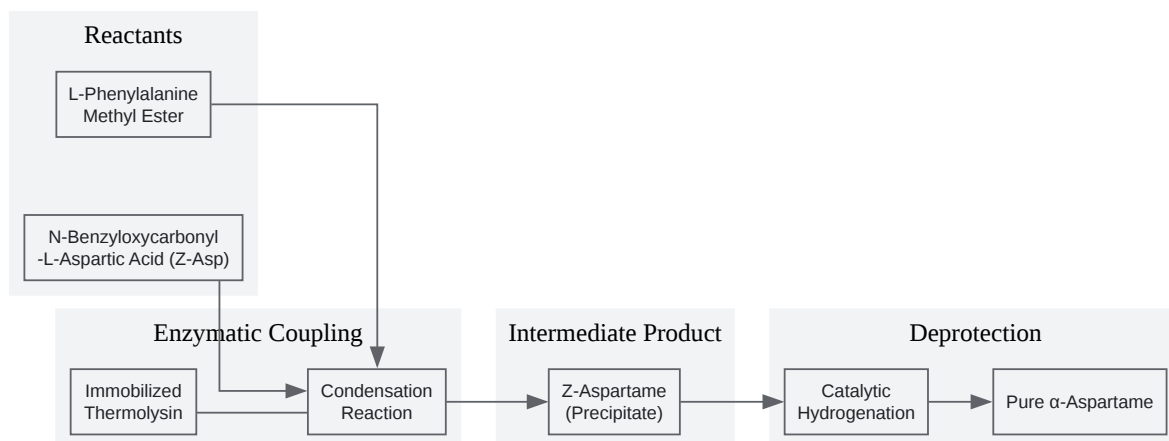 Reactants
L-Phenylalanine
Methyl Ester
N-Benzyloxycarbonyl
-L-Aspartic Acid (Z-Asp)
Enzymatic Coupling
Immobilized
Thermolysin
Condensation
Reaction
Intermediate Product
Z-Aspartame
(Precipitate)
Deprotection
Catalytic
Hydrogenation
Pure α-Aspartame